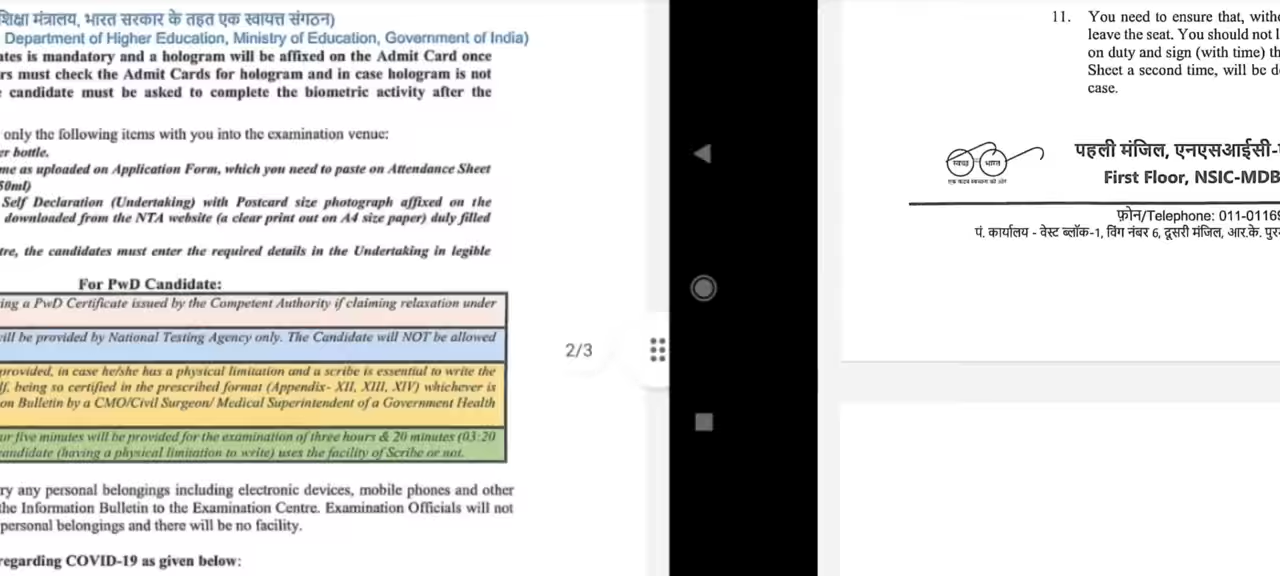 शिक्षा मंत्रालय, भारत सरकार के तहत एक स्वायत्त संगठन)
Department of Higher Education, Ministry of Education, Government of India)
ates is mandatory and a hologram will be affixed on the Admit Card once
rs must check the Admit Cards for hologram and in case hologram is not
candidate must be asked to complete the biometric activity after the
only the following items with you into the examination venue:
er bottle.
me as uploaded on Application Form, which you need to paste on Attendance Sheet
50ml)
Self Declaration (Undertaking) with Postcard size photograph affixed on the
downloaded from the NTA website (a clear print out on A4 size paper) duly filled
tre, the candidates must enter the required details in the Undertaking in legible
For PwD Candidate:
ing a PwD Certificate issued by the Competent Authority if claiming relaxation under
vill be provided by National Testing Agency only. The Candidate will NOT be allowed
provided, in case he/she has a physical limitation and a scribe is essential to write the
lf, being so certified in the prescribed format (Appendix- XII, XIII, XIV) whichever is
on Bulletin by a CMO/Civil Surgeon/ Medical Superintendent of a Government Health
ur five minutes will be provided for the examination of three hours & 20 minutes (03:20
candidate (having a physical limitation to write) uses the facility of Scribe or not.
ry any personal belongings including electronic devices, mobile phones and other
the Information Bulletin to the Examination Centre. Examination Officials will not
personal belongings and there will be no facility.
regarding COVID-19 as given below:
2/3
11. You need to ensure that, witho
leave the seat. You should not l
on duty and sign (with time) th
Sheet a second time, will be de
case.
स्वच्छ भारत
एक कदम स्वच्छता की ओर
पहली मंजिल, एनएसआईसी-
First Floor, NSIC-MDB
फ़ोन/Telephone: 011-01169
पं. कार्यालय - वेस्ट ब्लॉक-1, विंग नंबर 6, दूसरी मंजिल, आर.के. पुर